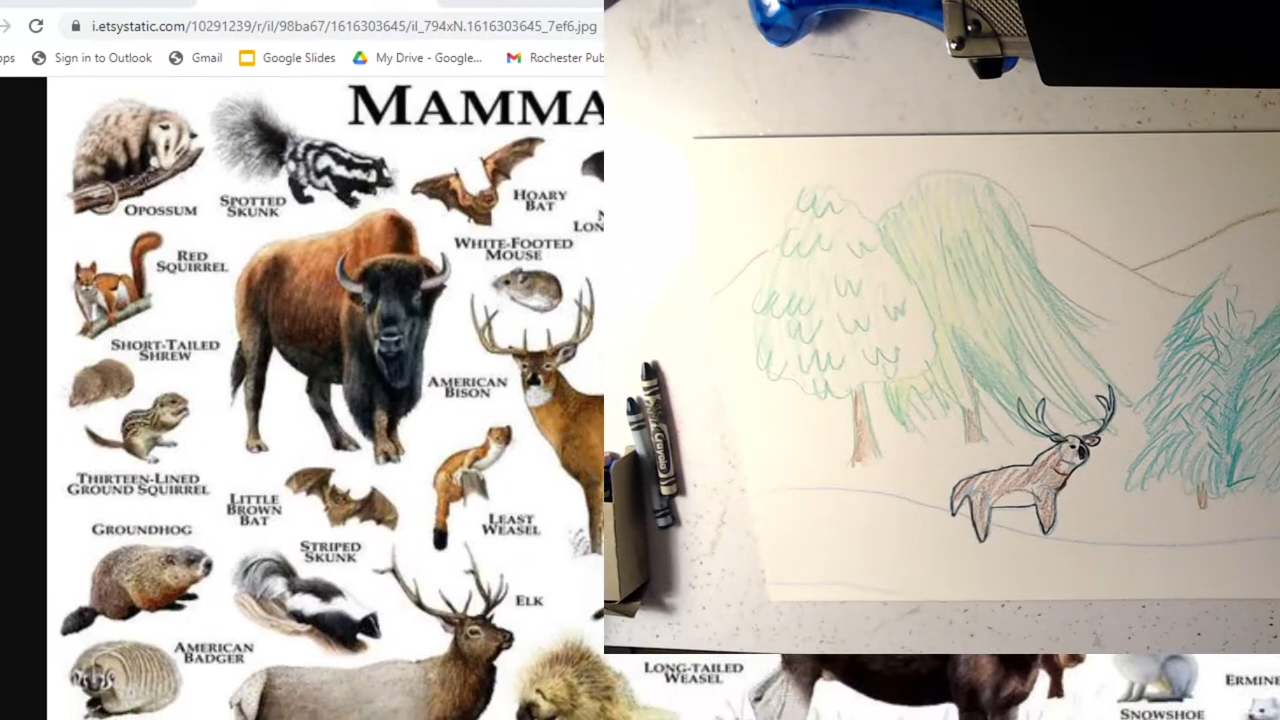 i.etsystatic.com/10291239/r/il/98ba67/1616303645/il_794xN.1616303645_7ef6.jpg
ops Sign in to Outlook Gmail Google Slides My Drive - Google... Rochester Pub
MAMMA
OPOSSUM
SPOTTED
SKUNK
HOARY
BAT
N
LON
RED
SQUIRREL
WHITE-FOOTED
MOUSE
SHORT-TAILED
SHREW
AMERICAN
BISON
THIRTEEN-LINED
GROUND SQUIRREL
LITTLE
BROWN
BAT
LEAST
WEASEL
GROUNDHOG
STRIPED
SKUNK
ELK
AMERICAN
BADGER
LONG-TAILED
WEASEL
ERMINE
SNOWSHOE
Crayola